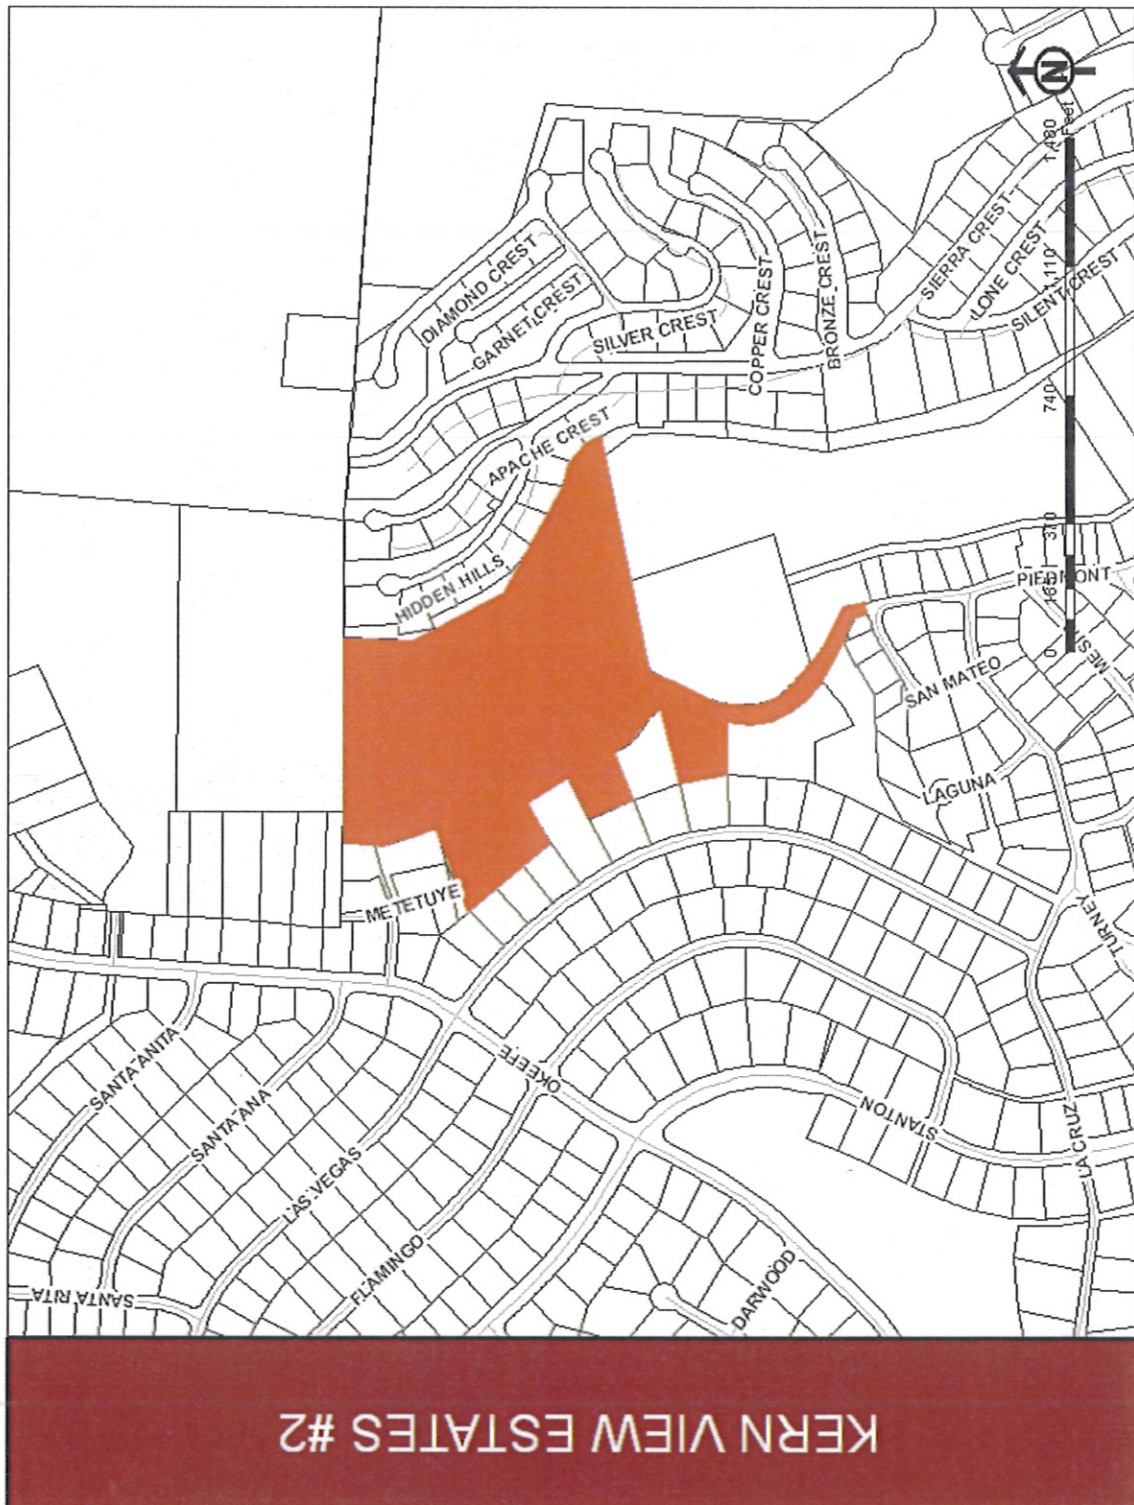 KERN VIEW ESTATES #2
DIAMOND CREST
GARNET CREST
SILVER CREST
COPPER CREST
BRONZE CREST
SIERRA CREST
LONE CREST
SILENT CREST
APACHE CREST
HIDDEN HILLS
METETUYE
PIEDMONT
SAN MATEO
LAGUNA
TURNEY
LA CRUZ
STANTON
OKEEFE
SANTA ANITA
SANTA ANA
LAS VEGAS
FLAMINGO
SANTA RITA
DARWOOD
N
0
370
740
1,110
1,480
Feet